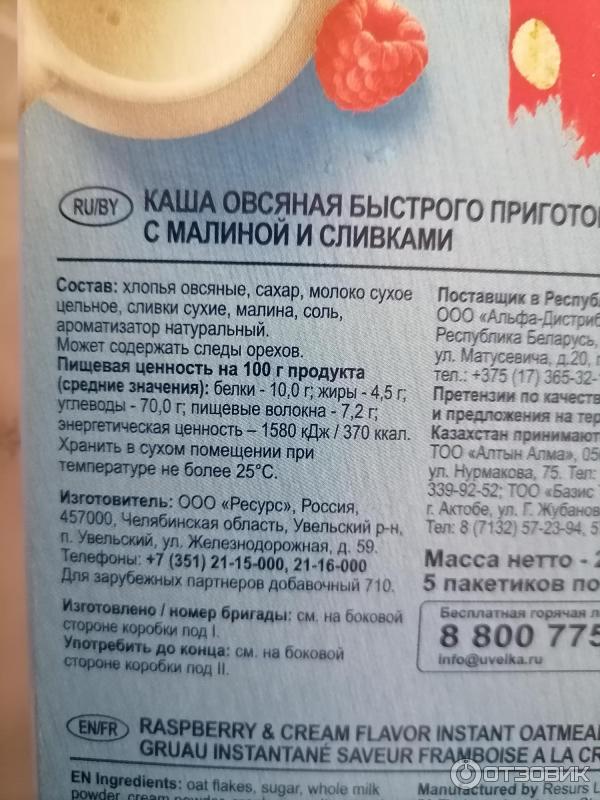 RU/BY
КАША ОВСЯНАЯ БЫСТРОГО
С МАЛИНОЙ И СЛИВКАМИ
Состав: хлопья овсяные, сахар, молоко сухое
цельное, сливки сухие, малина, соль,
ароматизатор натуральный.
Может содержать следы орехов.
Пищевая ценность на 100 г продукта
(средние значения): белки - 10,0 г; жиры - 4,5 г;
углеводы - 70,0 г; пищевые волокна - 7,2 г;
энергетическая ценность – 1580 кДж / 370 ккал.
Хранить в сухом помещении при
температуре не более 25°С.
Изготовитель: ООО «Ресурс», Россия,
457000, Челябинская область, Увельский р-н,
п. Увельский, ул. Железнодорожная, д. 59.
Телефоны: +7 (351) 21-15-000, 21-16-000
Для зарубежных партнеров добавочный 710.
Изготовлено / номер бригады: см. на боковой
стороне коробки под I.
Употребить до конца: см. на боковой
стороне коробки под II.
Поставщик в
ООО «Альфа-Дистриб
Республика Беларусь,
ул. Матусевича, д.20,
тел.: +375 (17) 365-32-
Претензии по качеств
и предложения на тер
Казахстан принимают
ТОО «Алтын Алма», 050
ул. Нурмакова, 75. Тел:
339-92-52; ТОО «Базис
г. Актобе, ул. Г. Жубанов
Тел: 8 (7132) 57-23-94, 5
Масса нетто - 2
5 пакетиков по
Бесплатная горячая л
8 800 775
info@uvelka.ru
EN/FR
RASPBERRY & CREAM FLAVOR INSTANT OATMEA
GRUAU INSTANTANÉ SAVEUR FRAMBOISE A LA CR
EN Ingredients: oat flakes, sugar, whole milk
powder, cream powder
Manufactured by Resurs L
ОТЗОВИК